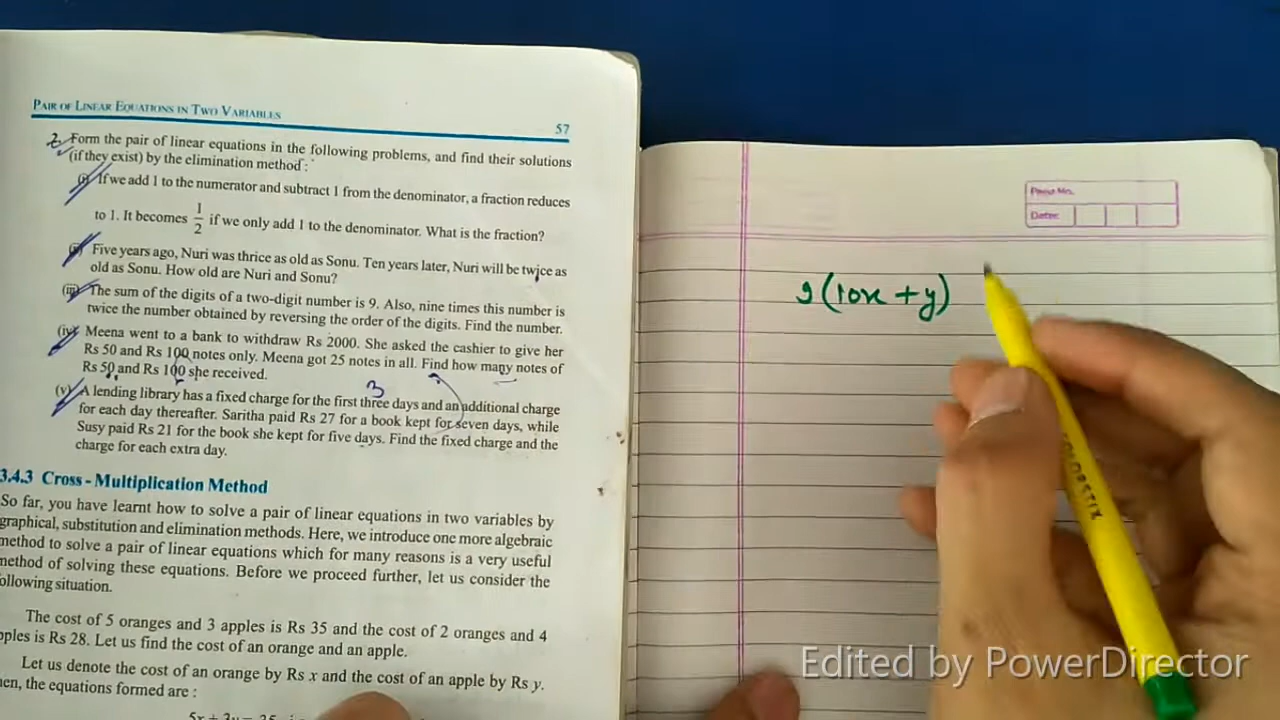 PAIR OF LINEAR EQUATIONS IN TWO VARIABLES
57
2. Form the pair of linear equations in the following problems, and find their solutions
(if they exist) by the elimination method :
(i) If we add 1 to the numerator and subtract 1 from the denominator, a fraction reduces
to 1. It becomes 1/2 if we only add 1 to the denominator. What is the fraction?
(ii) Five years ago, Nuri was thrice as old as Sonu. Ten years later, Nuri will be twice as
old as Sonu. How old are Nuri and Sonu?
(iii) The sum of the digits of a two-digit number is 9. Also, nine times this number is
twice the number obtained by reversing the order of the digits. Find the number.
(iv) Meena went to a bank to withdraw Rs 2000. She asked the cashier to give her
Rs 50 and Rs 100 notes only. Meena got 25 notes in all. Find how many notes of
Rs 50 and Rs 100 she received.
3
(v) A lending library has a fixed charge for the first three days and an additional charge
for each day thereafter. Saritha paid Rs 27 for a book kept for seven days, while
Susy paid Rs 21 for the book she kept for five days. Find the fixed charge and the
charge for each extra day.
3.4.3 Cross - Multiplication Method
So far, you have learnt how to solve a pair of linear equations in two variables by
graphical, substitution and elimination methods. Here, we introduce one more algebraic
method to solve a pair of linear equations which for many reasons is a very useful
method of solving these equations. Before we proceed further, let us consider the
ollowing situation.
The cost of 5 oranges and 3 apples is Rs 35 and the cost of 2 oranges and 4
pples is Rs 28. Let us find the cost of an orange and an apple.
Let us denote the cost of an orange by Rs x and the cost of an apple by Rs y.
hen, the equations formed are :
Page No.
Date:
9(10x + y)
COLORSTIX
Edited by PowerDirector